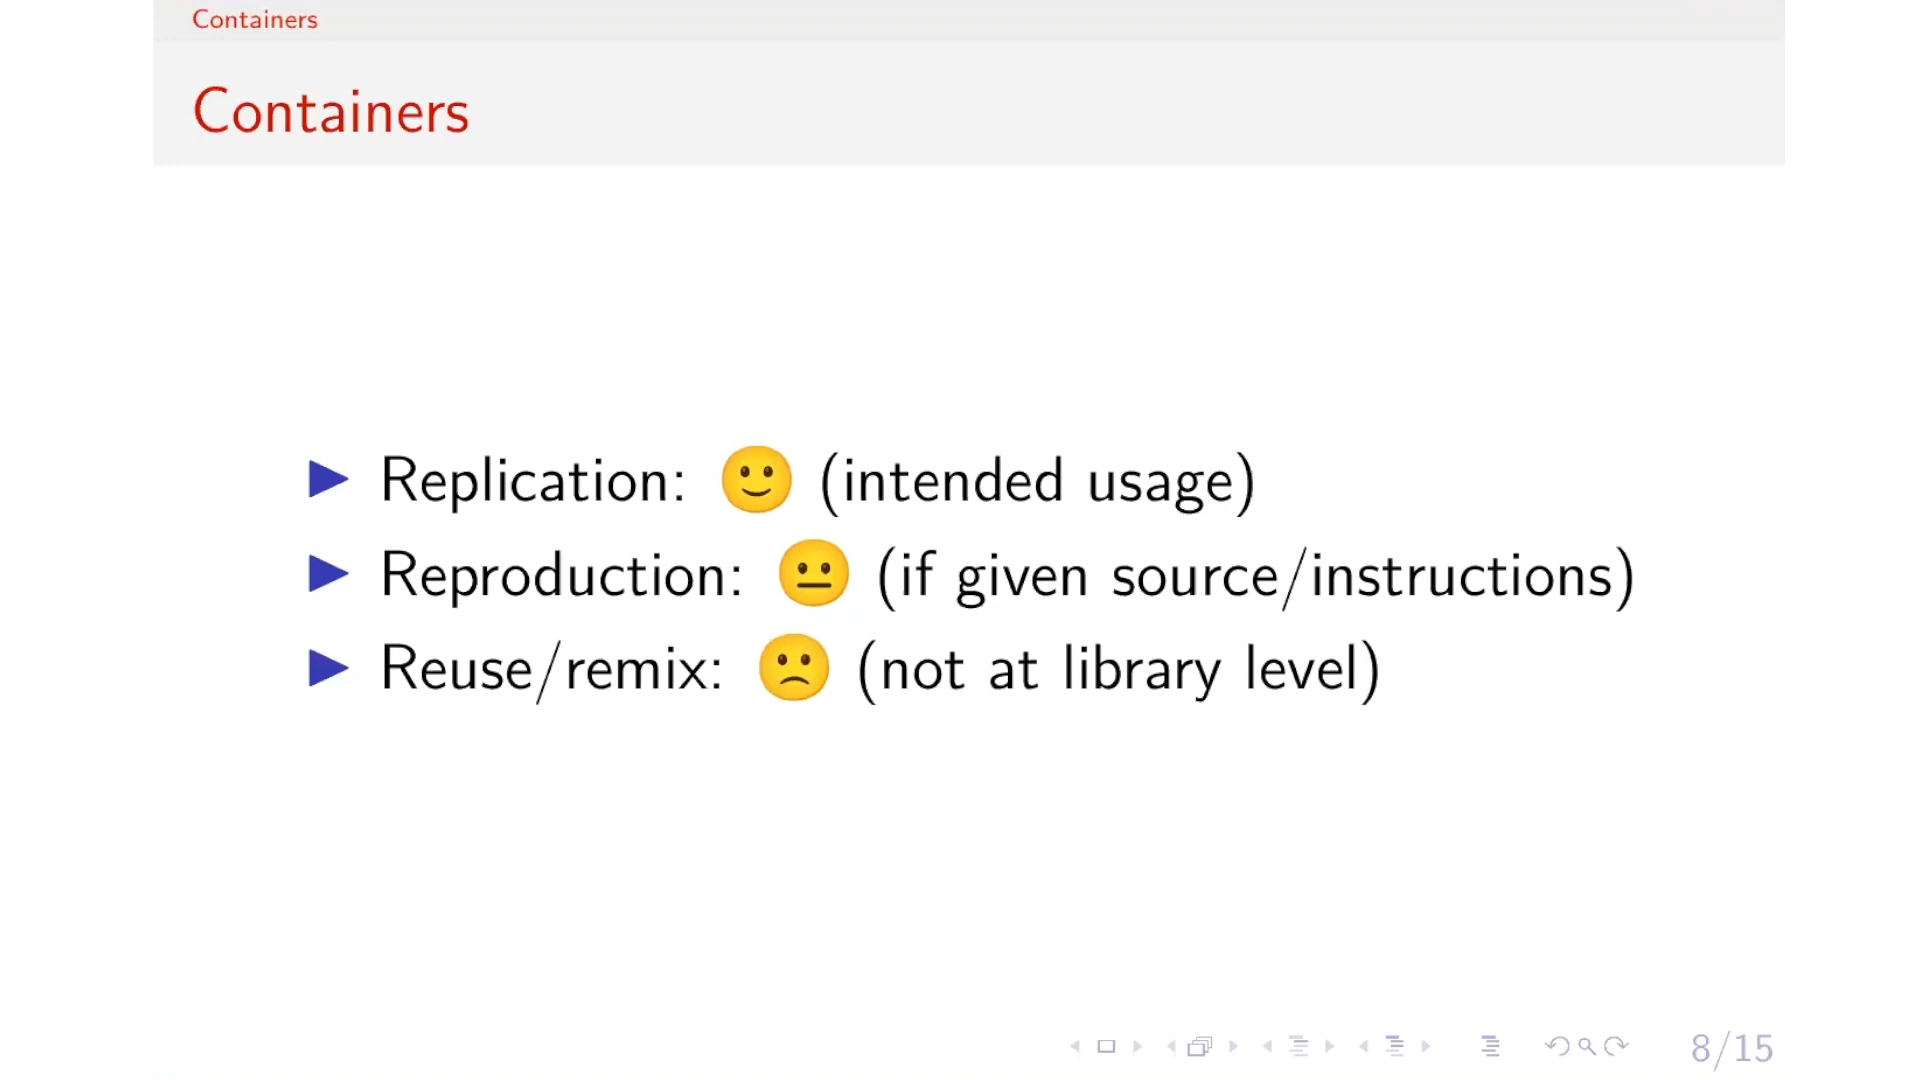 Containers
Containers
Replication: 🙂 (intended usage)
Reproduction: 😐 (if given source/instructions)
Reuse/remix: 🙁 (not at library level)
8/15